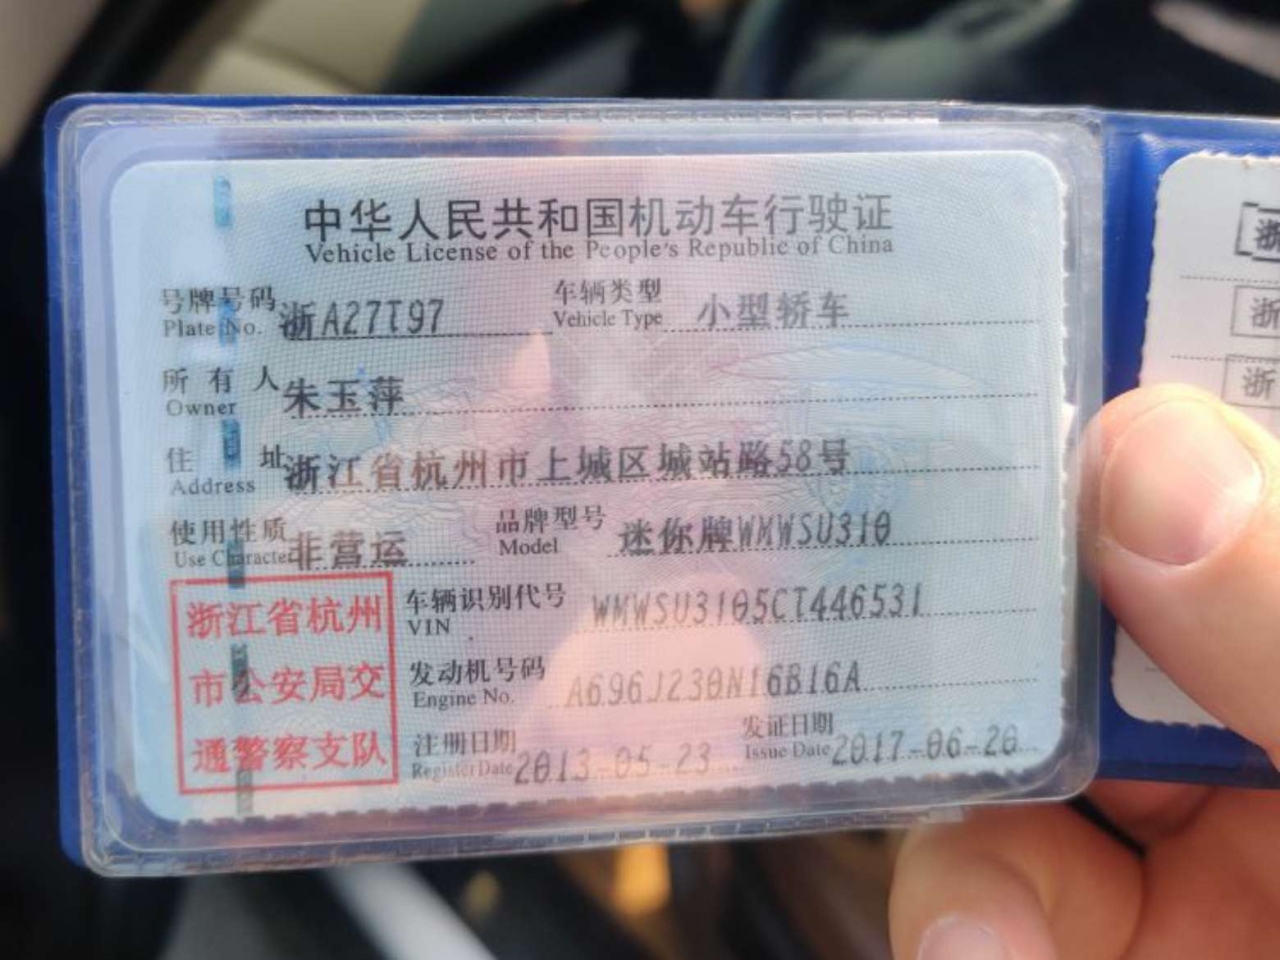 中华人民共和国机动车行驶证
Vehicle License of the People's Republic of China
号牌号码 浙A27T97 车辆类型 小型轿车
Plate No. Vehicle Type
所有人 朱玉萍
Owner
住址 浙江省杭州市上城区城站路58号
Address
使用性质 非营运 品牌型号 迷你牌WMWSU310
Use Character Model
浙江省杭州
市公安局交
通警察支队
车辆识别代号 WMWSU3105CT446531
VIN
发动机号码 A696J230N16B16A
Engine No.
注册日期 2013-05-23 发证日期 2017-06-20
Register Date Issue Date
浙
浙
浙